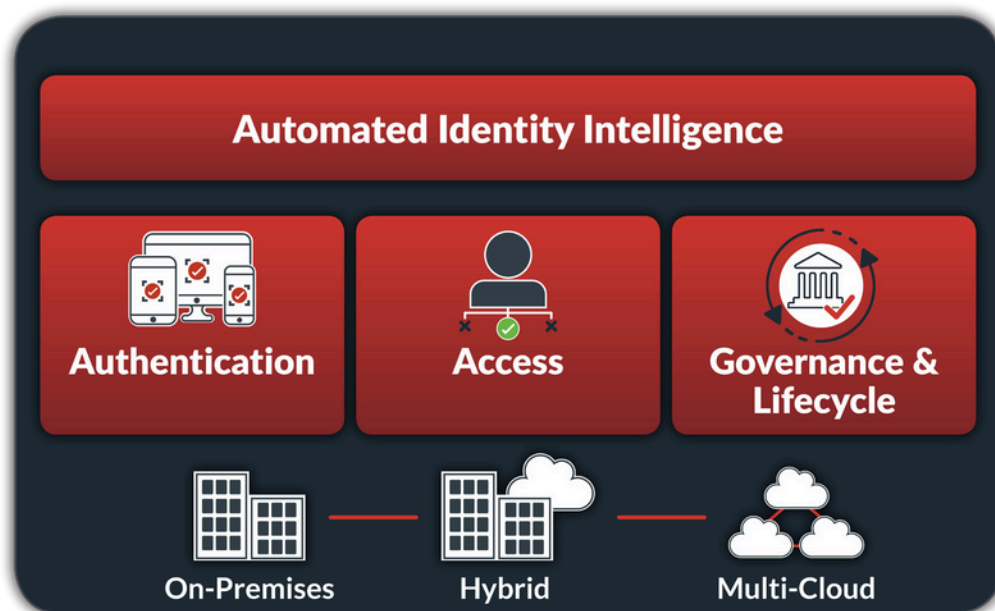 Automated Identity Intelligence
Authentication
Access
Governance &
Lifecycle
On-Premises
Hybrid
Multi-Cloud